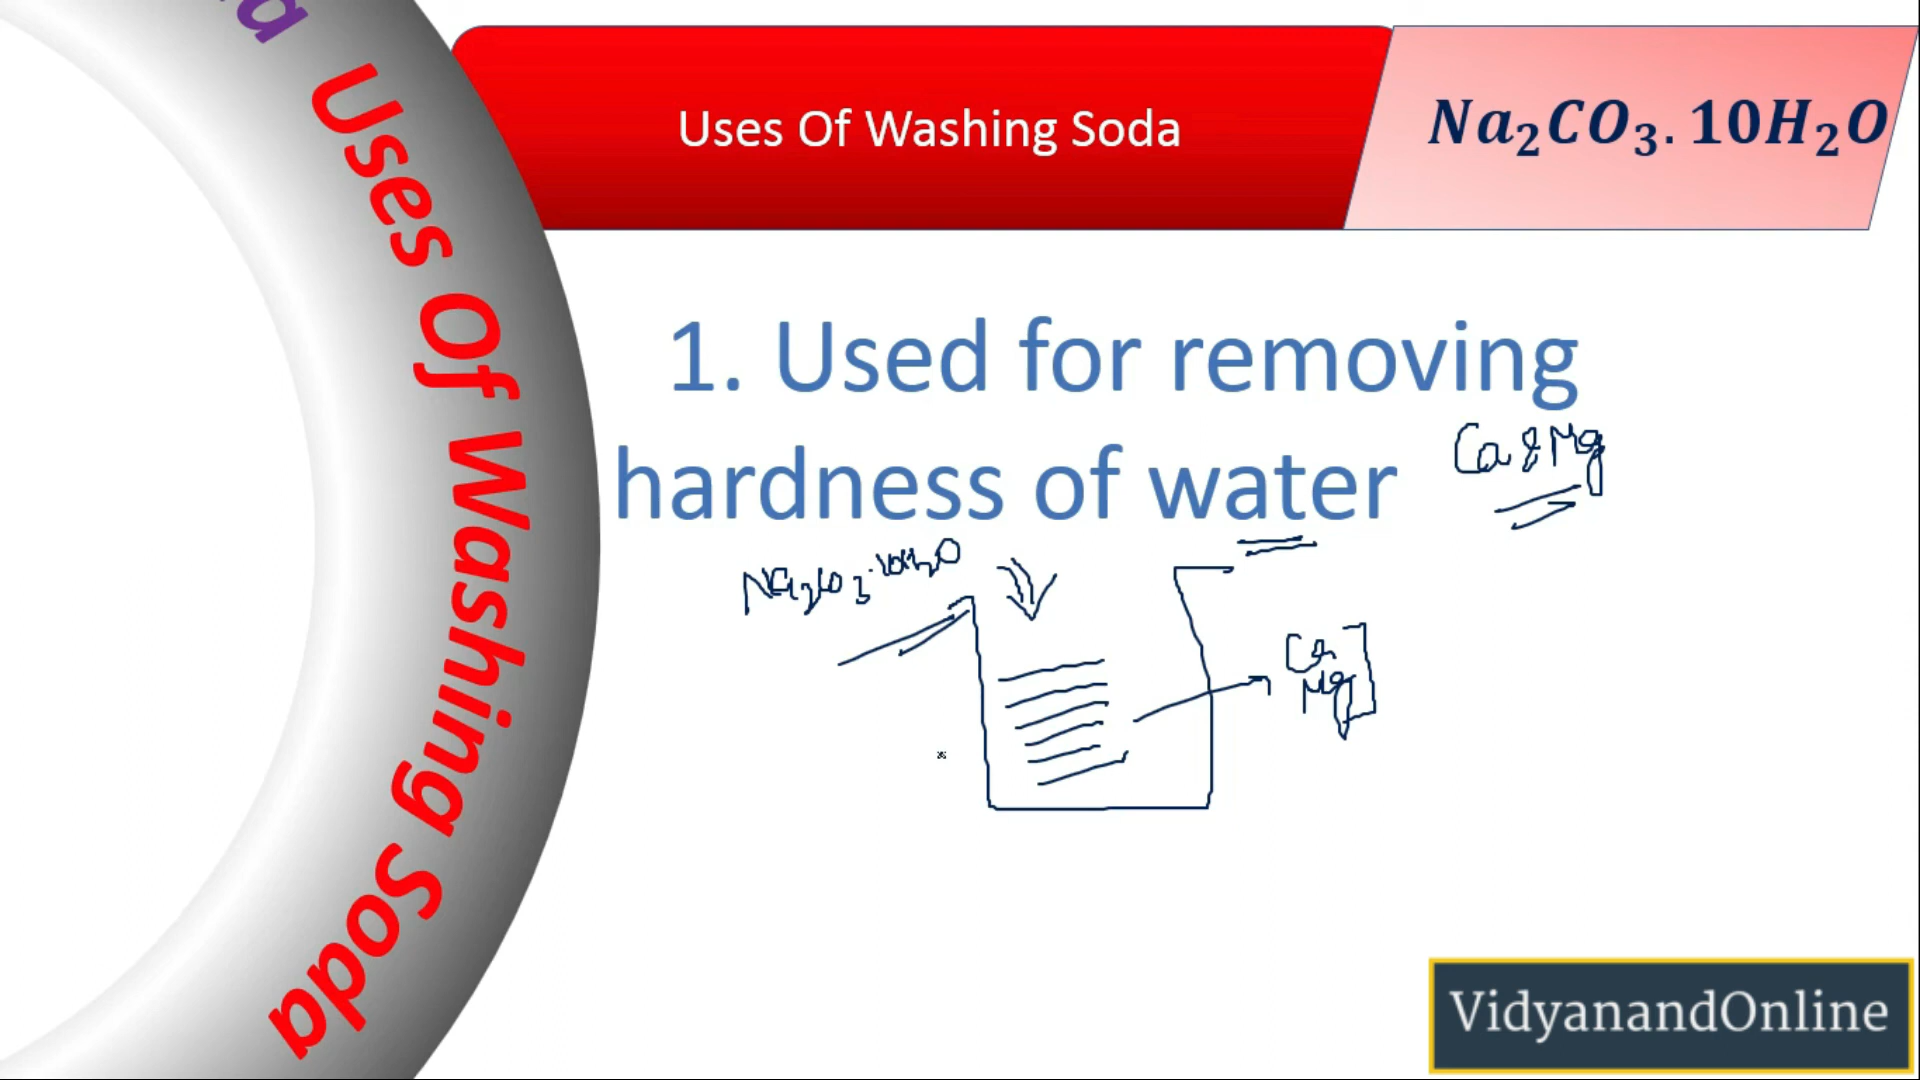 Uses Of Washing Soda
Uses Of Washing Soda
Na₂CO₃. 10H₂O
1. Used for removing
hardness of water
Ca & Mg
Na₂CO₃.10H₂O
Ca
Mg
VidyanandOnline